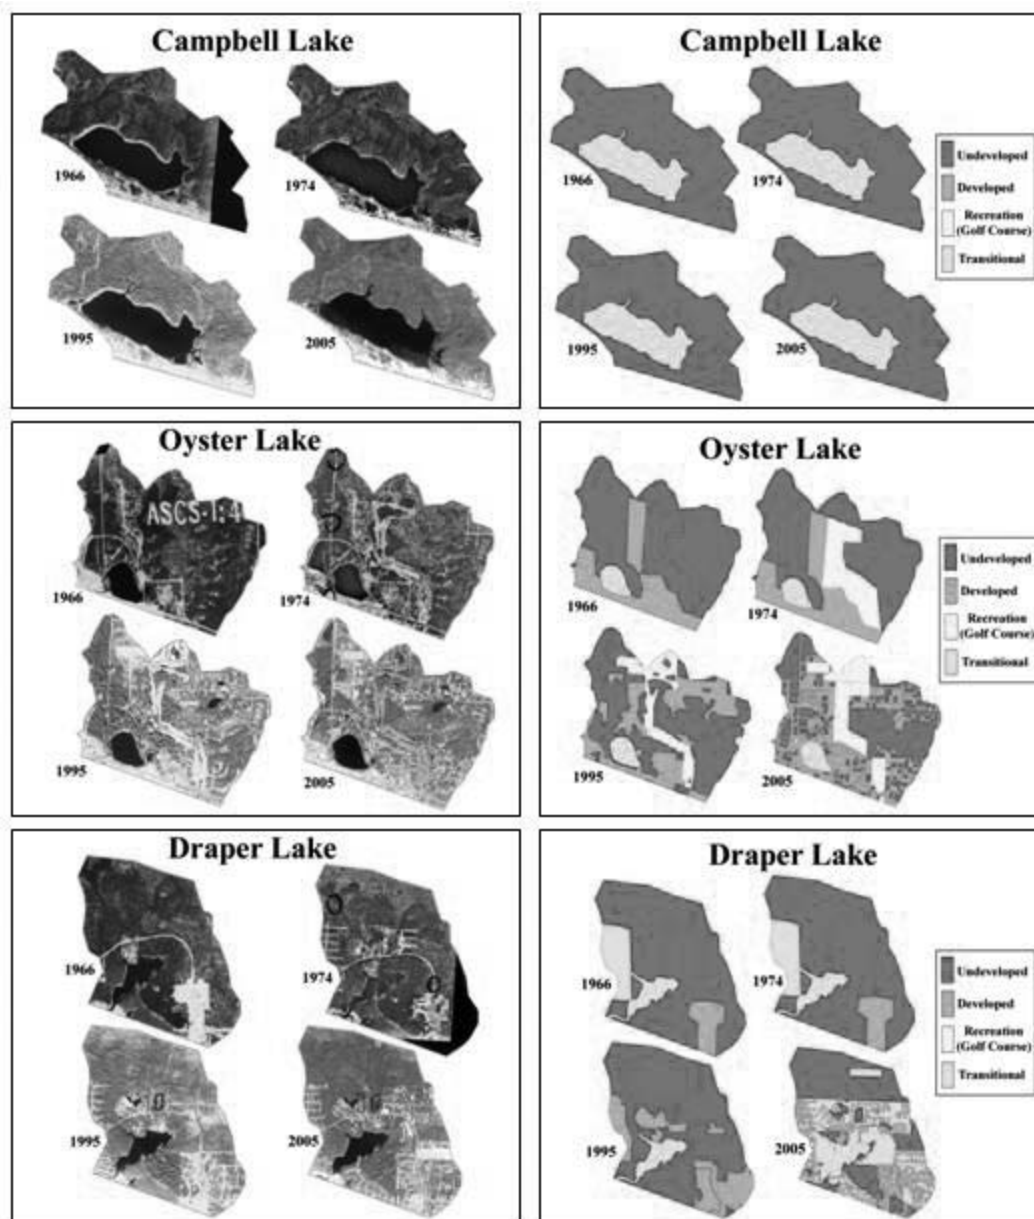 Campbell Lake
1966
1974
1995
2005
Campbell Lake
1966
1974
1995
2005
Undeveloped
Developed
Recreation
(Golf Course)
Transitional
Oyster Lake
ASCS-1:4
1966
1974
1995
2005
Oyster Lake
1966
1974
1995
2005
Undeveloped
Developed
Recreation
(Golf Course)
Transitional
Draper Lake
1966
1974
1995
2005
Draper Lake
1966
1974
1995
2005
Undeveloped
Developed
Recreation
(Golf Course)
Transitional